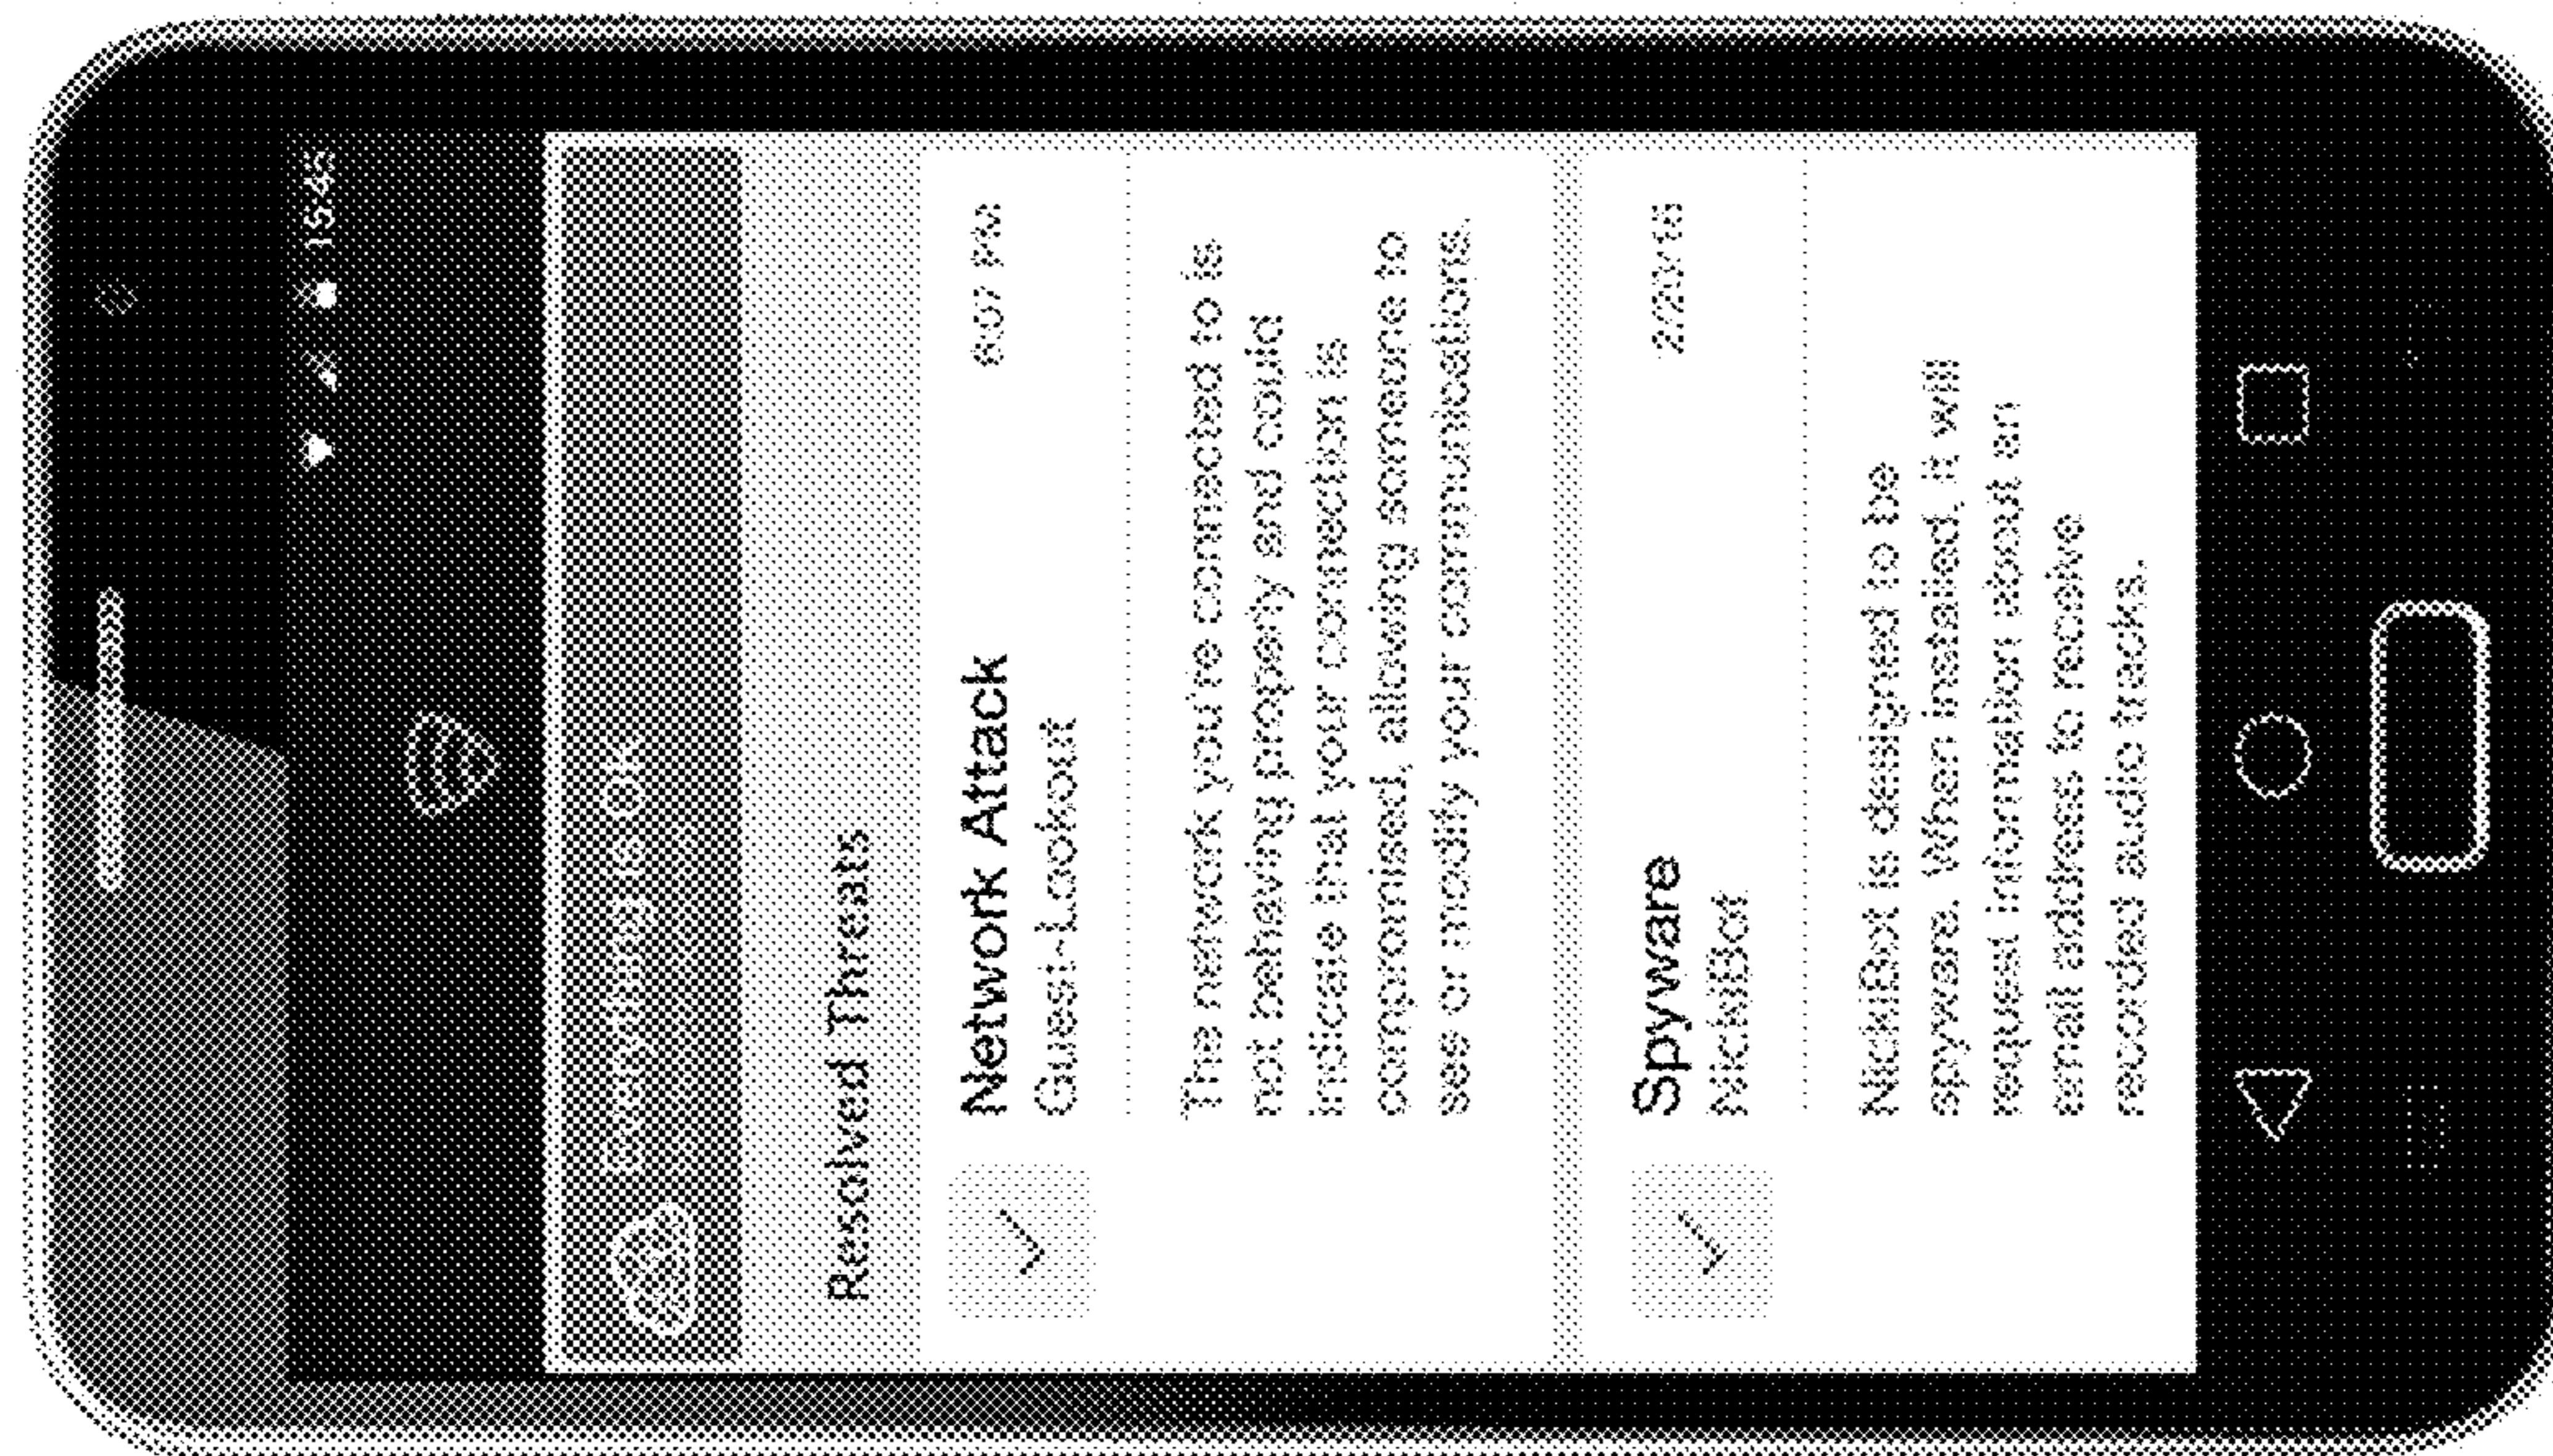 15:45
Everything is OK
Resolved Threats
Network Attack
8:07 PM
Guest-Lookout
The network you're connected to is
not behaving properly and could
indicate that your connection is
compromised, allowing someone to
see or modify your communications.
Spyware
NickiBot
NickiBot is designed to be
spyware. When installed, it will
request information about an
email address to receive
recorded audio tracks.